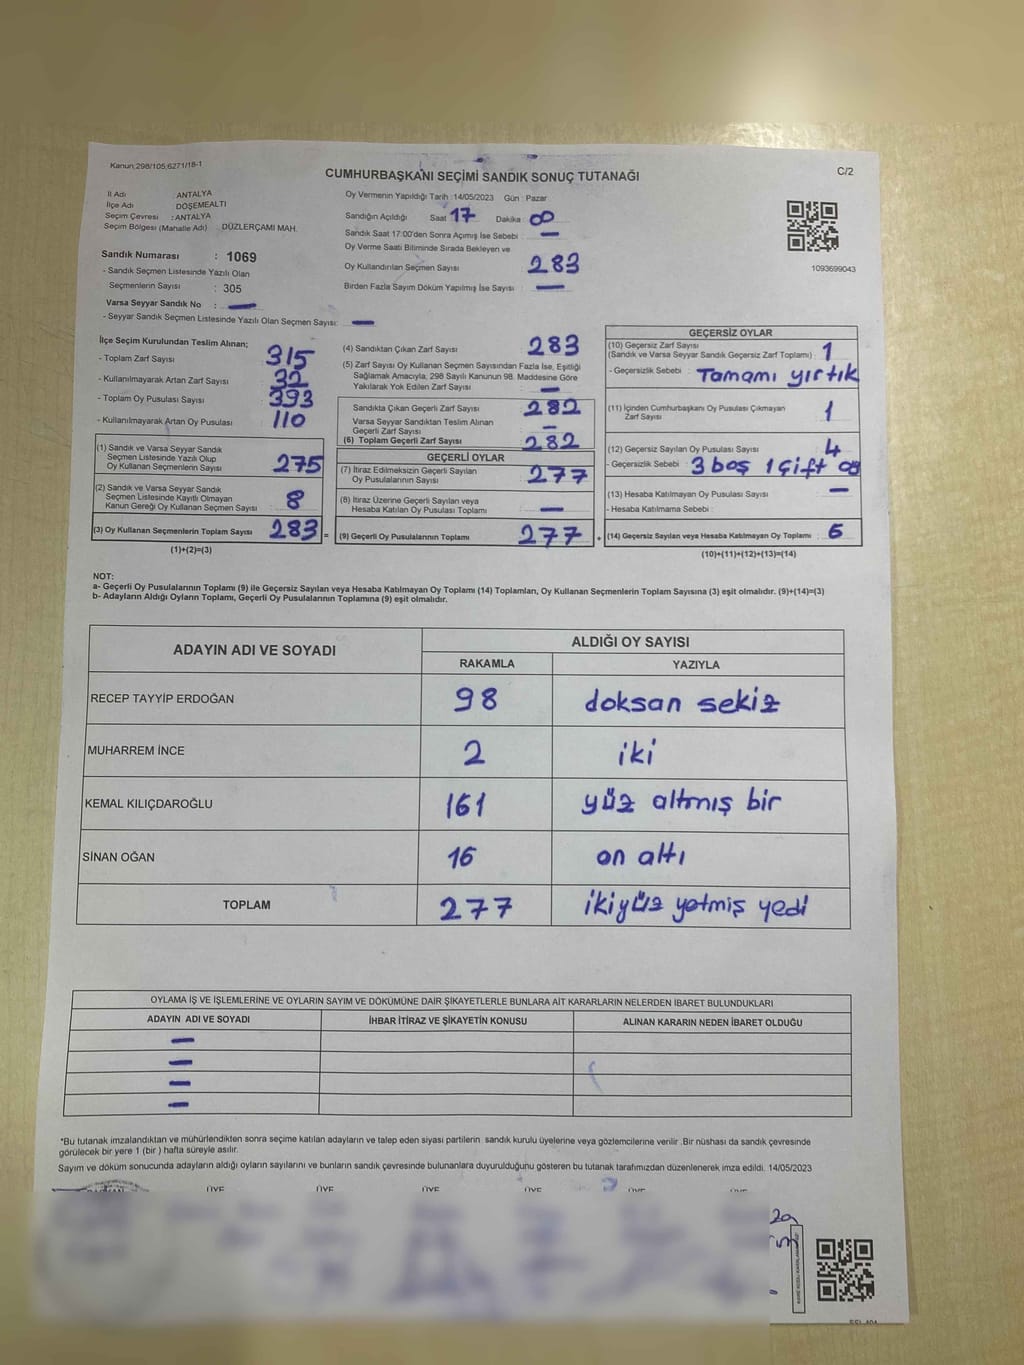 Kanun:298/105;6271/18-1
C/2
CUMHURBAŞKANI SEÇİMİ SANDIK SONUÇ TUTANAĞI
İl Adı ANTALYA
İlçe Adı DÖŞEMEALTI
Seçim Çevresi : ANTALYA
Seçim Bölgesi (Mahalle Adı) DÜZLERÇAMI MAH.
Sandık Numarası : 1069
- Sandık Seçmen Listesinde Yazılı Olan
Seçmenlerin Sayısı : 305
Varsa Seyyar Sandık No : —
- Seyyar Sandık Seçmen Listesinde Yazılı Olan Seçmen Sayısı: —
Oy Vermenin Yapıldığı Tarih :14/05/2023 Gün : Pazar
Sandığın Açıldığı Saat 17 Dakika 00
Sandık Saat 17:00'den Sonra Açımış İse Sebebi : —
Oy Verme Saati Bitiminde Sırada Bekleyen ve
Oy Kullandırılan Seçmen Sayısı : 283
Birden Fazla Sayım Döküm Yapılmış İse Sayısı : —
1093699043
İlçe Seçim Kurulundan Teslim Alınan;
- Toplam Zarf Sayısı 315
- Kullanılmayarak Artan Zarf Sayısı 32
- Toplam Oy Pusulası Sayısı 393
- Kullanılmayarak Artan Oy Pusulası 110
(1) Sandık ve Varsa Seyyar Sandık
Seçmen Listesinde Yazılı Olup
Oy Kullanan Seçmenlerin Sayısı 275
(2) Sandık ve Varsa Seyyar Sandık
Seçmen Listesinde Kayıtlı Olmayan
Kanun Gereği Oy Kullanan Seçmen Sayısı 8
(3) Oy Kullanan Seçmenlerin Toplam Sayısı 283
(1)+(2)=(3)
(4) Sandıktan Çıkan Zarf Sayısı 283
(5) Zarf Sayısı Oy Kullanan Seçmen Sayısından Fazla İse, Eşitliği
Sağlamak Amacıyla, 298 Sayılı Kanunun 98. Maddesine Göre
Yakılarak Yok Edilen Zarf Sayısı —
Sandıkta Çıkan Geçerli Zarf Sayısı 282
Varsa Seyyar Sandıktan Teslim Alınan
Geçerli Zarf Sayısı —
(6) Toplam Geçerli Zarf Sayısı 282
GEÇERLİ OYLAR
(7) İtiraz Edilmeksizin Geçerli Sayılan
Oy Pusulalarının Sayısı 277
(8) İtiraz Üzerine Geçerli Sayılan veya
Hesaba Katılan Oy Pusulası Toplamı —
= (9) Geçerli Oy Pusulalarının Toplamı 277
GEÇERSİZ OYLAR
(10) Geçersiz Zarf Sayısı
(Sandık ve Varsa Seyyar Sandık Geçersiz Zarf Toplamı) : 1
- Geçersizlik Sebebi : Tamamı yırtık
(11) İçinden Cumhurbaşkanı Oy Pusulası Çıkmayan
Zarf Sayısı 1
(12) Geçersiz Sayılan Oy Pusulası Sayısı 4
- Geçersizlik Sebebi : 3 boş 1 çift
(13) Hesaba Katılmayan Oy Pusulası Sayısı —
- Hesaba Katılmama Sebebi :
+ (14) Geçersiz Sayılan veya Hesaba Katılmayan Oy Toplamı : 6
(10)+(11)+(12)+(13)=(14)
NOT:
a- Geçerli Oy Pusulalarının Toplamı (9) ile Geçersiz Sayılan veya Hesaba Katılmayan Oy Toplamı (14) Toplamları, Oy Kullanan Seçmenlerin Toplam Sayısına (3) eşit olmalıdır. (9)+(14)=(3)
b- Adayların Aldığı Oyların Toplamı, Geçerli Oy Pusulalarının Toplamına (9) eşit olmalıdır.
ADAYIN ADI VE SOYADI
ALDIĞI OY SAYISI
RAKAMLA YAZIYLA
RECEP TAYYİP ERDOĞAN 98 doksan sekiz
MUHARREM İNCE 2 iki
KEMAL KILIÇDAROĞLU 161 yüz altmış bir
SİNAN OĞAN 16 on altı
TOPLAM 277 ikiyüz yetmiş yedi
OYLAMA İŞ VE İŞLEMLERİNE VE OYLARIN SAYIM VE DÖKÜMÜNE DAİR ŞİKAYETLERLE BUNLARA AİT KARARLARIN NELERDEN İBARET BULUNDUKLARI
ADAYIN ADI VE SOYADI İHBAR İTİRAZ VE ŞİKAYETİN KONUSU ALINAN KARARIN NEDEN İBARET OLDUĞU
—
—
—
—
*Bu tutanak imzalandıktan ve mühürlendikten sonra seçime katılan adayların ve talep eden siyasi partilerin sandık kurulu üyelerine veya gözlemcilerine verilir .Bir nüshası da sandık çevresinde
görülecek bir yere 1 (bir ) hafta süreyle asılır.
Sayım ve döküm sonucunda adayların aldığı oyların sayılarını ve bunların sandık çevresinde bulunanlara duyurulduğunu gösteren bu tutanak tarafımızdan düzenlenerek imza edildi. 14/05/2023
BAŞKAN ÜYE ÜYE ÜYE ÜYE ÜYE ÜYE